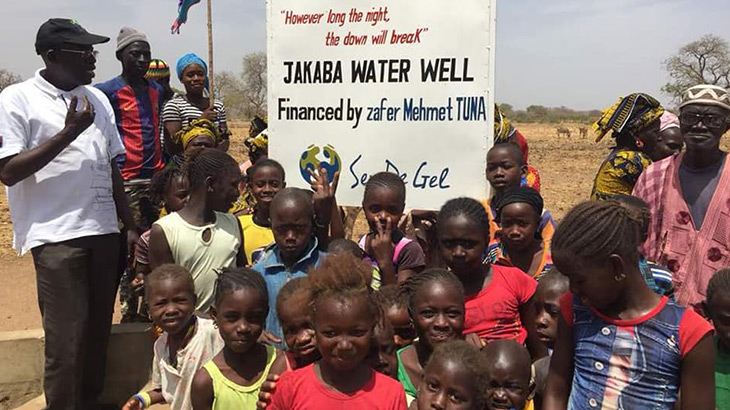 "However long the night,
the down will break"
JAKABA WATER WELL
Financed by zafer Mehmet TUNA
Sen De Gel